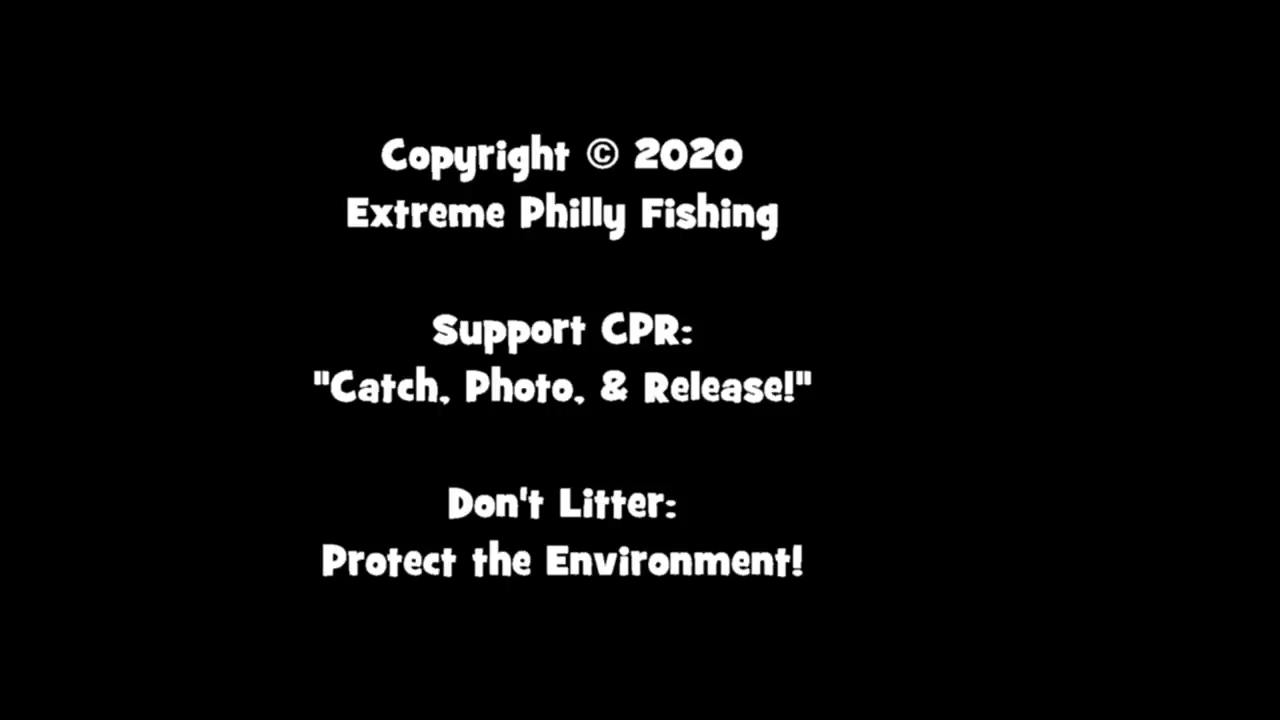 Copyright © 2020
Extreme Philly Fishing
Support CPR:
"Catch, Photo, & Release!"
Don't Litter:
Protect the Environment!